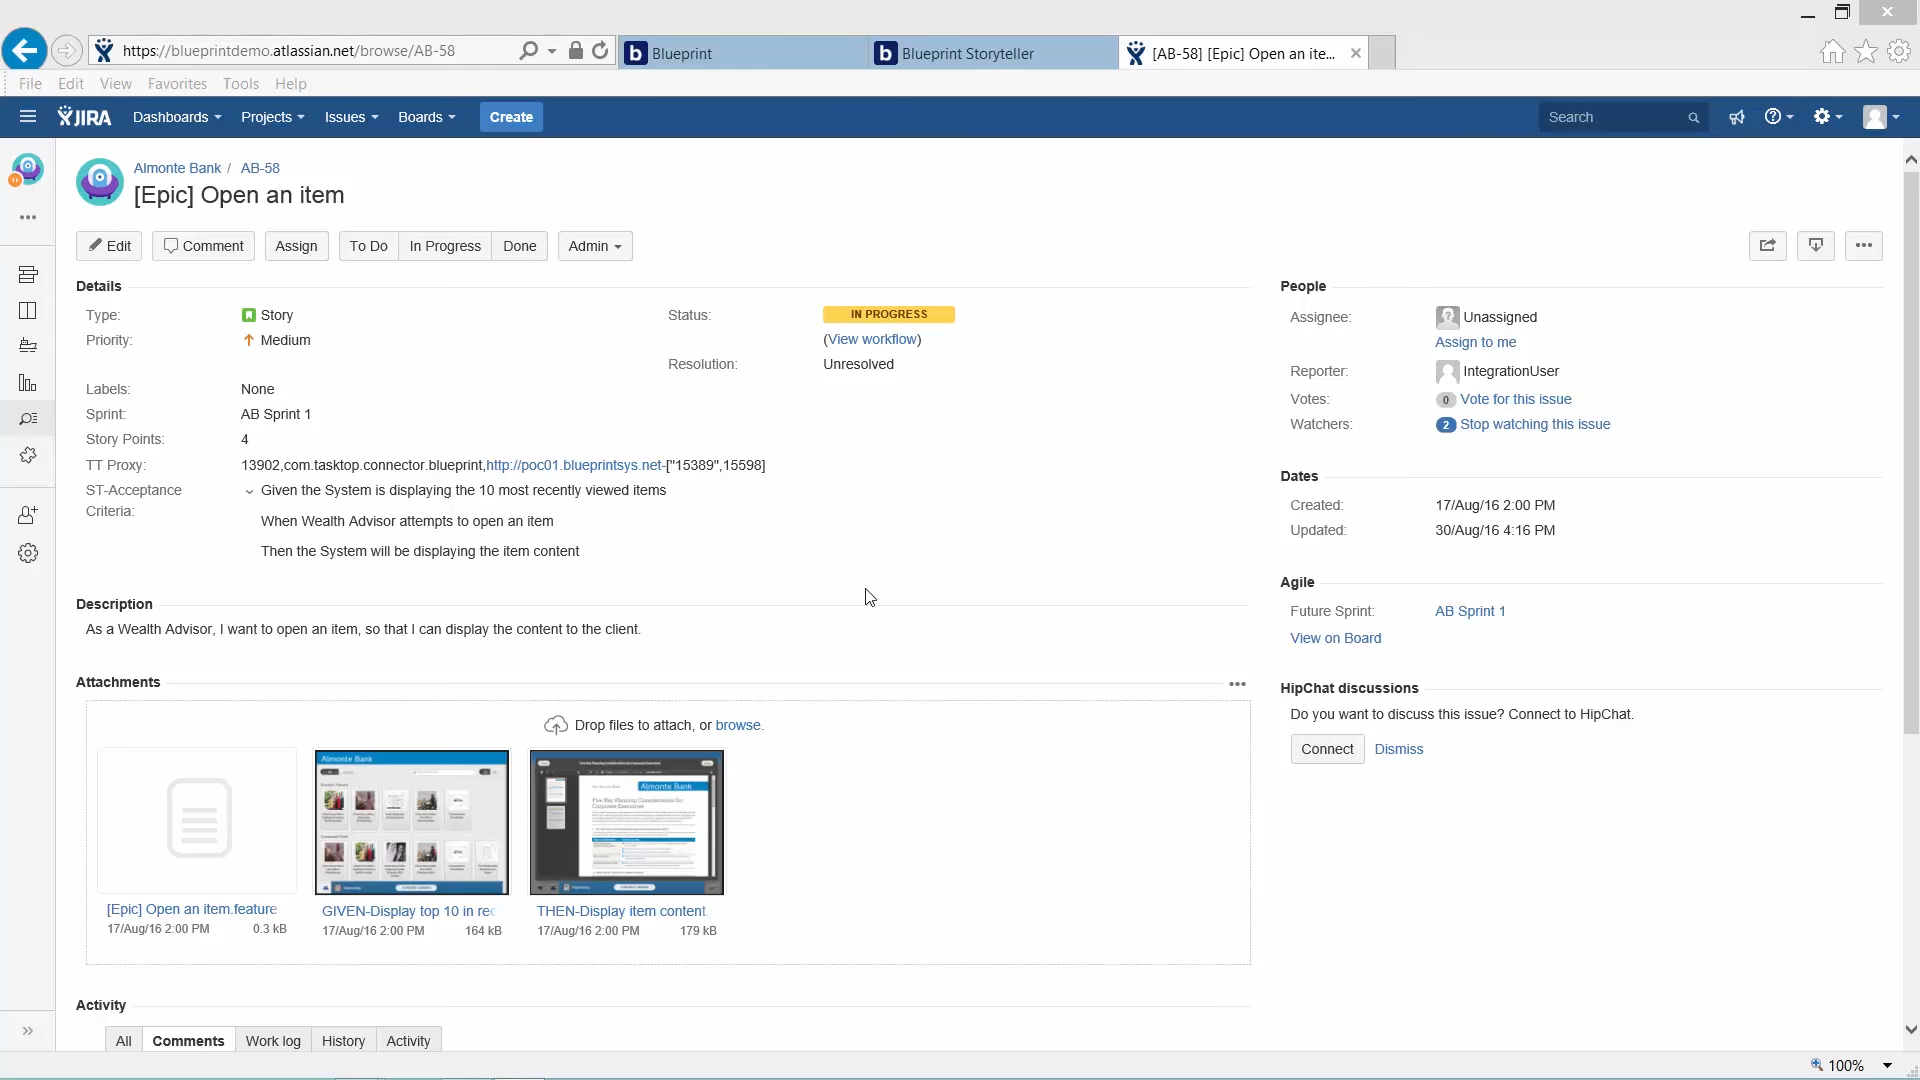 https://blueprintdemo.atlassian.net/browse/AB-58
Blueprint
Blueprint Storyteller
[AB-58] [Epic] Open an ite...
File Edit View Favorites Tools Help
JIRA Dashboards Projects Issues Boards Create Search
Almonte Bank / AB-58
[Epic] Open an item
Edit Comment Assign To Do In Progress Done Admin
Details
Type: Story
Priority: Medium
Labels: None
Sprint: AB Sprint 1
Story Points: 4
TT Proxy: 13902,com.tasktop.connector.blueprint,http://poc01.blueprintsys.net-["15389",15598]
ST-Acceptance Criteria:
Given the System is displaying the 10 most recently viewed items
When Wealth Advisor attempts to open an item
Then the System will be displaying the item content
Status: IN PROGRESS
(View workflow)
Resolution: Unresolved
Description
As a Wealth Advisor, I want to open an item, so that I can display the content to the client.
Attachments
Drop files to attach, or browse.
Almonte Bank
Almonte Bank
Five Key Planning Considerations for
Corporate Executives
[Epic] Open an item.feature
17/Aug/16 2:00 PM 0.3 kB
GIVEN-Display top 10 in rec
17/Aug/16 2:00 PM 164 kB
THEN-Display item content
17/Aug/16 2:00 PM 179 kB
Activity
All Comments Work log History Activity
People
Assignee: Unassigned
Assign to me
Reporter: IntegrationUser
Votes: 0 Vote for this issue
Watchers: 2 Stop watching this issue
Dates
Created: 17/Aug/16 2:00 PM
Updated: 30/Aug/16 4:16 PM
Agile
Future Sprint: AB Sprint 1
View on Board
HipChat discussions
Do you want to discuss this issue? Connect to HipChat.
Connect Dismiss
100%